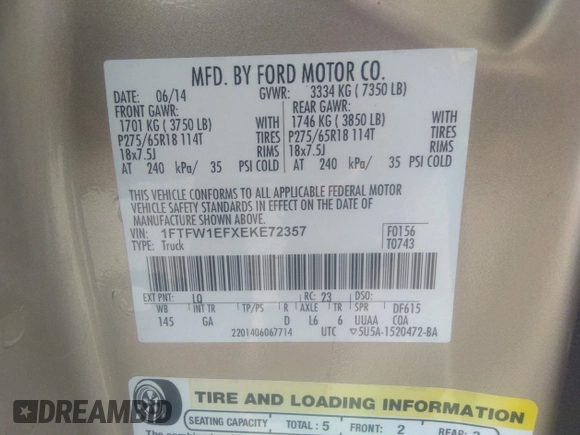 MFD. BY FORD MOTOR CO.
DATE: 06/14 GVWR: 3334 KG ( 7350 LB)
FRONT GAWR: REAR GAWR:
1701 KG ( 3750 LB) WITH 1746 KG ( 3850 LB) WITH
P275/65R18 114T TIRES P275/65R18 114T TIRES
18x7.5J RIMS 18x7.5J RIMS
AT 240 kPa/ 35 PSI COLD AT 240 kPa/ 35 PSI COLD
THIS VEHICLE CONFORMS TO ALL APPLICABLE FEDERAL MOTOR
VEHICLE SAFETY STANDARDS IN EFFECT ON THE DATE OF
MANUFACTURE SHOWN ABOVE.
VIN: 1FTFW1EFXEKE72357 F0156
TYPE: Truck T0743
EXT PNT: LQ RC: 23 DSO:
WB INT TR TP/PS R AXLE TR SPR DF615
145 GA D L6 6 UUAA COA
2201406067714 UTC 5U5A-1520472-BA
TIRE AND LOADING INFORMATION
SEATING CAPACITY TOTAL : 5 FRONT: 2 REAR:
The combin
DREAMBID